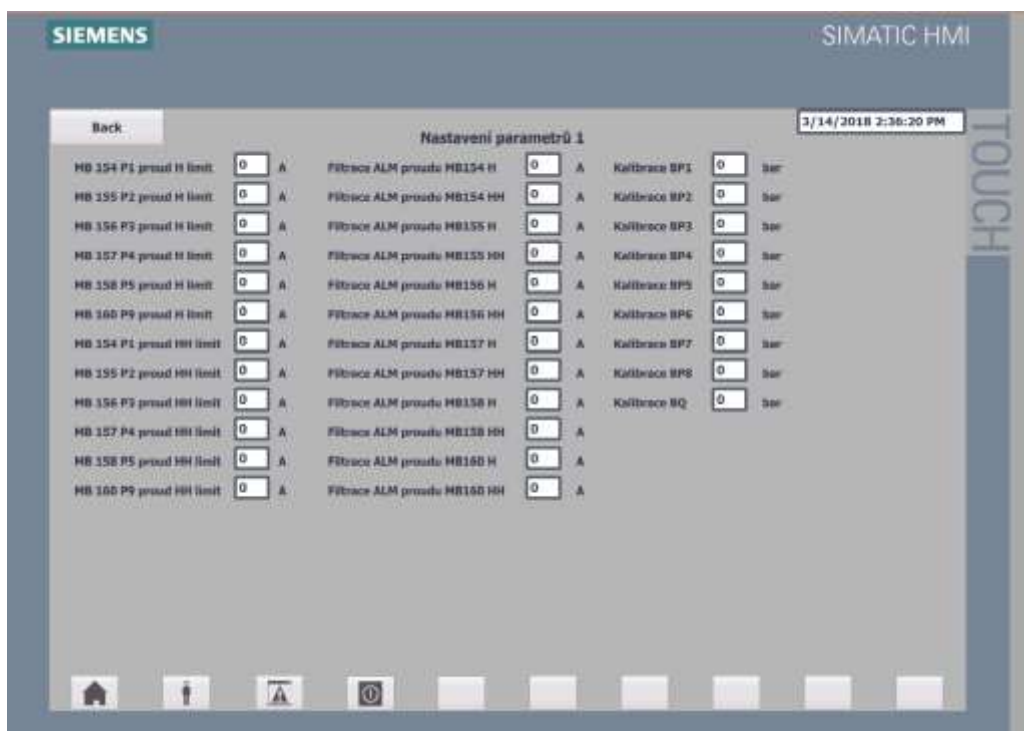 SIEMENS
SIMATIC HMI
TOUCH
Back
3/14/2018 2:36:20 PM
Nastavení parametrů 1
MB 154 P1 proud H limit 0 A Filtrace ALM proudu MB154 H 0 A Kalibrace BP1 0 bar
MB 155 P2 proud H limit 0 A Filtrace ALM proudu MB154 HH 0 A Kalibrace BP2 0 bar
MB 156 P3 proud H limit 0 A Filtrace ALM proudu MB155 H 0 A Kalibrace BP3 0 bar
MB 157 P4 proud H limit 0 A Filtrace ALM proudu MB155 HH 0 A Kalibrace BP4 0 bar
MB 158 P5 proud H limit 0 A Filtrace ALM proudu MB156 H 0 A Kalibrace BP5 0 bar
MB 160 P9 proud H limit 0 A Filtrace ALM proudu MB156 HH 0 A Kalibrace BP6 0 bar
MB 154 P1 proud HH limit 0 A Filtrace ALM proudu MB157 H 0 A Kalibrace BP7 0 bar
MB 155 P2 proud HH limit 0 A Filtrace ALM proudu MB157 HH 0 A Kalibrace BP8 0 bar
MB 156 P3 proud HH limit 0 A Filtrace ALM proudu MB158 H 0 A Kalibrace BQ 0 bar
MB 157 P4 proud HH limit 0 A Filtrace ALM proudu MB158 HH 0 A
MB 158 P5 proud HH limit 0 A Filtrace ALM proudu MB160 H 0 A
MB 160 P9 proud HH limit 0 A Filtrace ALM proudu MB160 HH 0 A